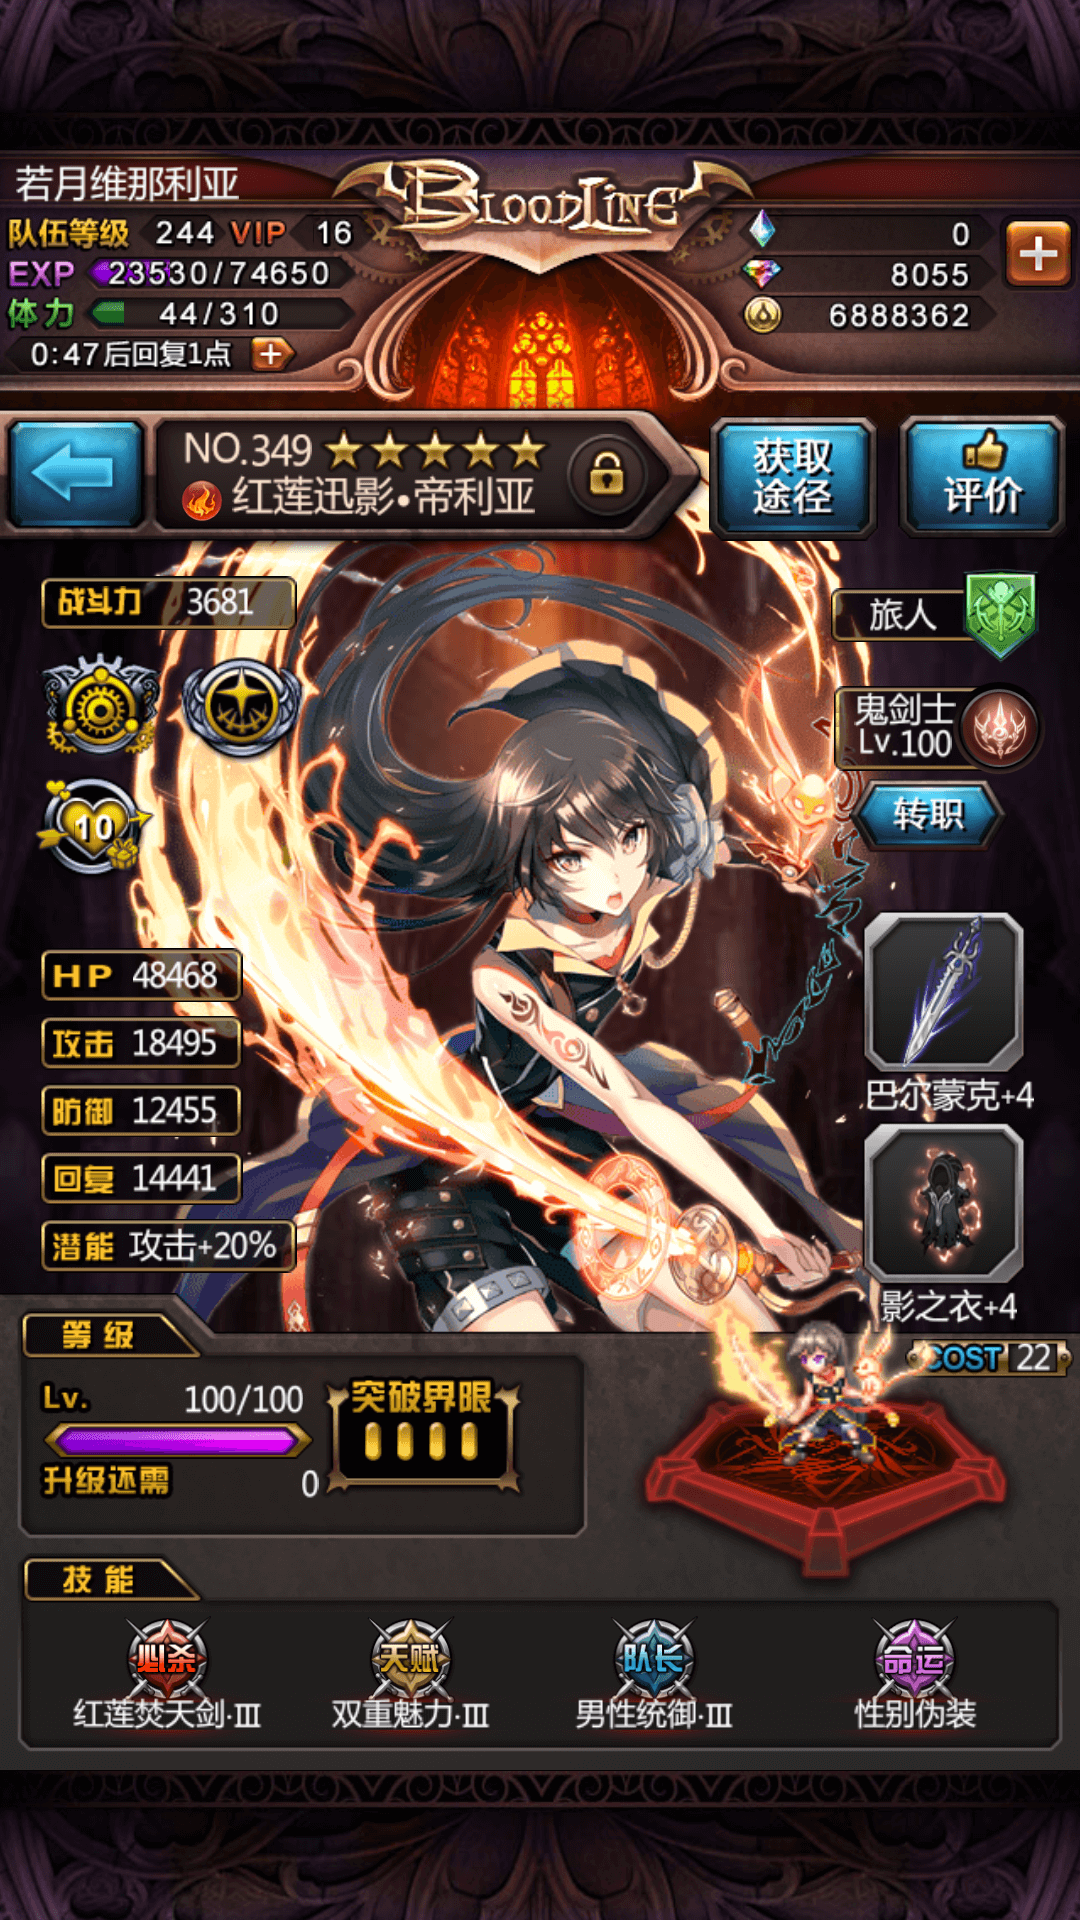 若月维那利亚
BLOODLINE
队伍等级 244 VIP 16
0
EXP 23530/74650
8055
体力 44/310
6888362
0:47后回复1点
NO.349
红莲迅影•帝利亚
获取
途径
评价
战斗力 3681
旅人
鬼剑士
Lv.100
转职
10
HP 48468
攻击 18495
防御 12455
回复 14441
潜能 攻击+20%
巴尔蒙克+4
影之衣+4
COST 22
等级
Lv. 100/100
突破界限
升级还需 0
技能
必杀 天赋 队长 命运
红莲焚天剑·III 双重魅力·III 男性统御·III 性别伪装